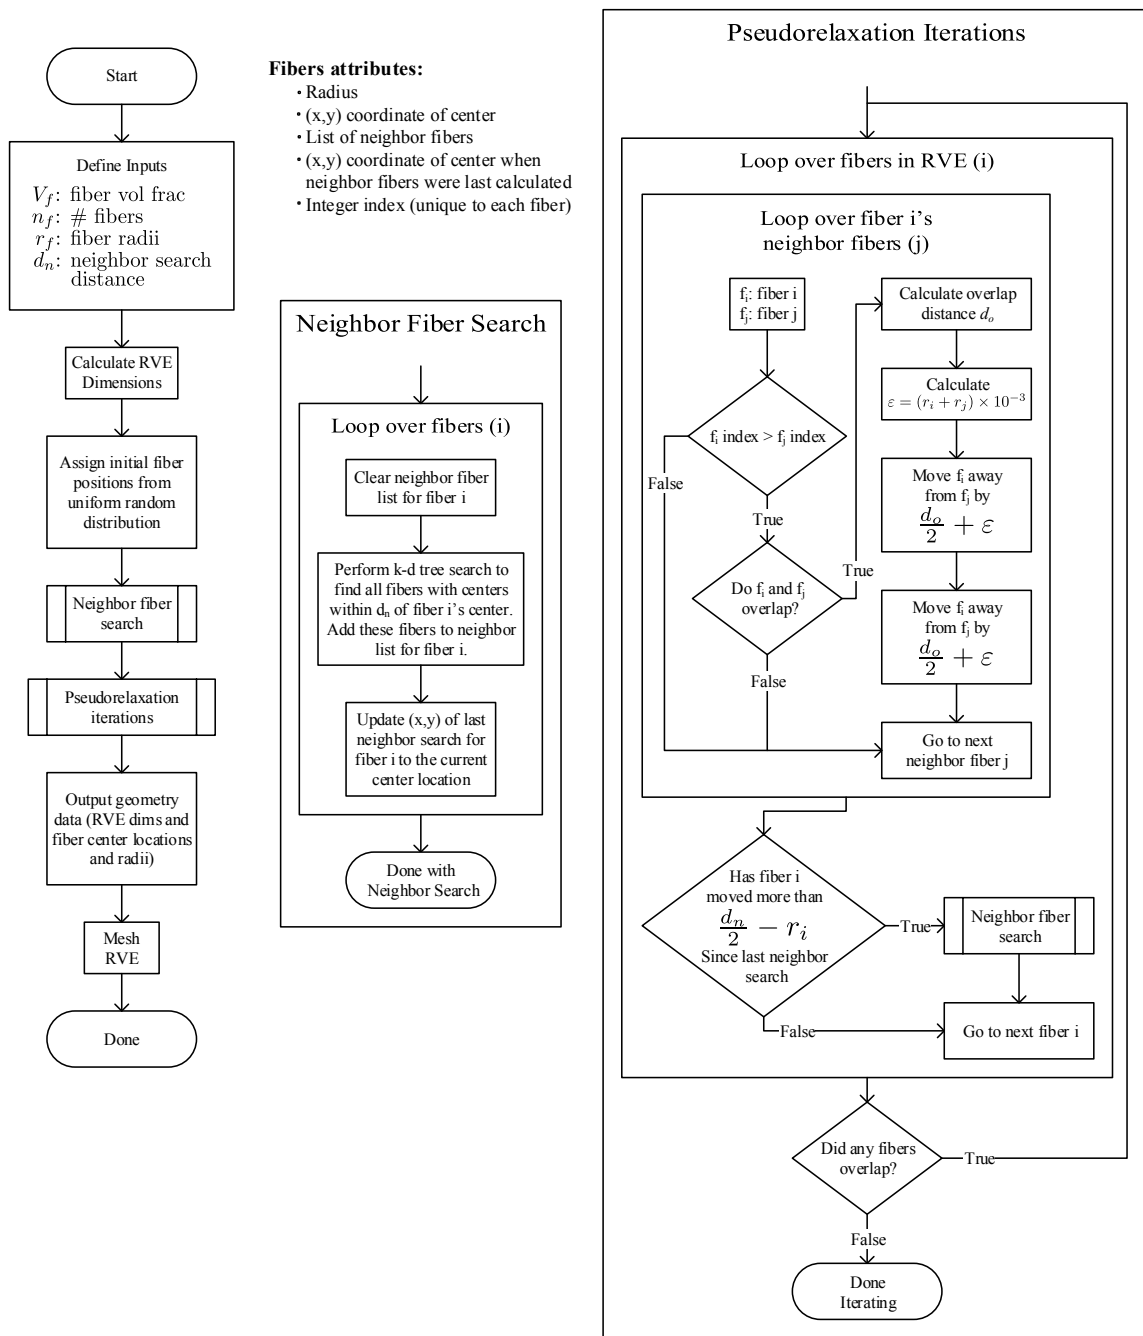 Start
Define Inputs
V_f: fiber vol frac
n_f: # fibers
r_f: fiber radii
d_n: neighbor search
distance
Calculate RVE
Dimensions
Assign initial fiber
positions from
uniform random
distribution
Neighbor fiber
search
Pseudorelaxation
iterations
Output geometry
data (RVE dims and
fiber center locations
and radii)
Mesh
RVE
Done
Fibers attributes:
· Radius
· (x,y) coordinate of center
· List of neighbor fibers
· (x,y) coordinate of center when
neighbor fibers were last calculated
· Integer index (unique to each fiber)
Neighbor Fiber Search
Loop over fibers (i)
Clear neighbor fiber
list for fiber i
Perform k-d tree search to
find all fibers with centers
within d_n of fiber i's center.
Add these fibers to neighbor
list for fiber i.
Update (x,y) of last
neighbor search for
fiber i to the current
center location
Done with
Neighbor Search
Pseudorelaxation Iterations
Loop over fibers in RVE (i)
Loop over fiber i's
neighbor fibers (j)
f_i: fiber i
f_j: fiber j
f_i index > f_j index
False
True
Do f_i and f_j
overlap?
True
False
Calculate overlap
distance d_o
Calculate
ε = (r_i + r_j) × 10^{-3}
Move f_i away
from f_j by
d_o/2 + ε
Move f_i away
from f_j by
d_o/2 + ε
Go to next
neighbor fiber j
Has fiber i
moved more than
d_n/2 − r_i
Since last neighbor
search
True
Neighbor fiber
search
False
Go to next fiber i
Did any fibers
overlap?
True
False
Done
Iterating